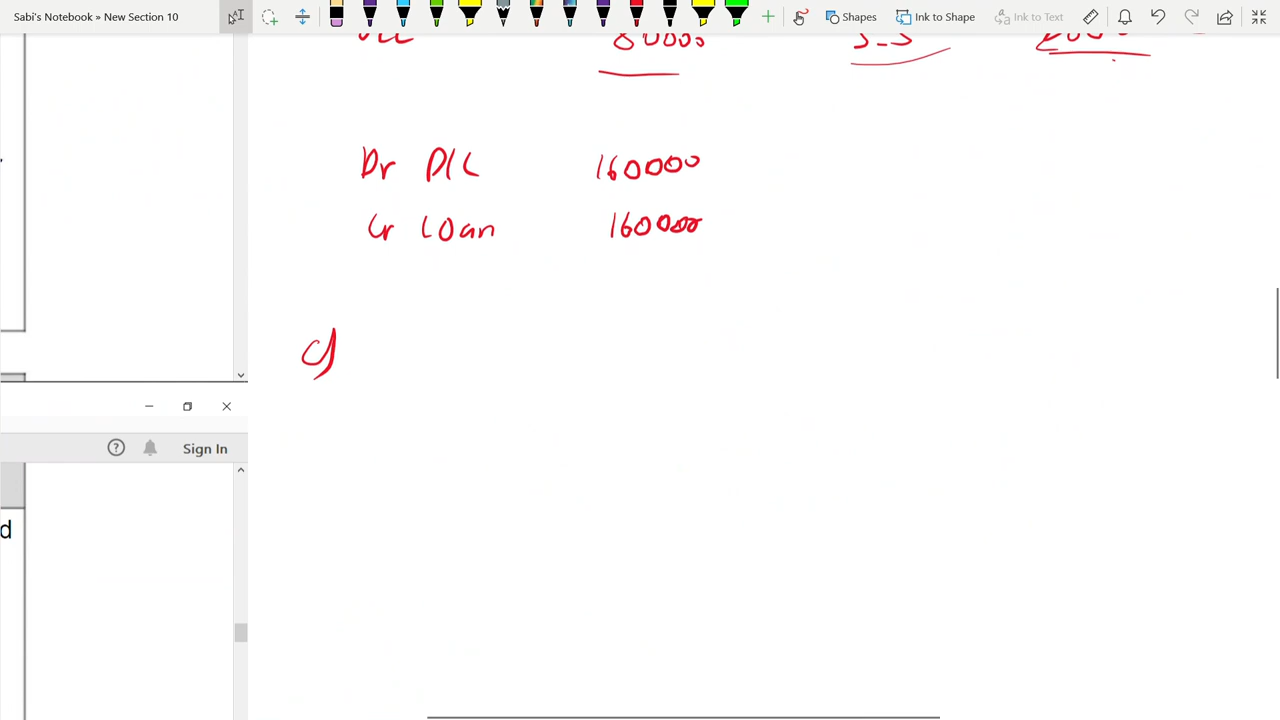 Sabi's Notebook » New Section 10
Shapes
Ink to Shape
Ink to Text
80000
Dr P/L 160000
Cr Loan 160000
c)
Sign In
d